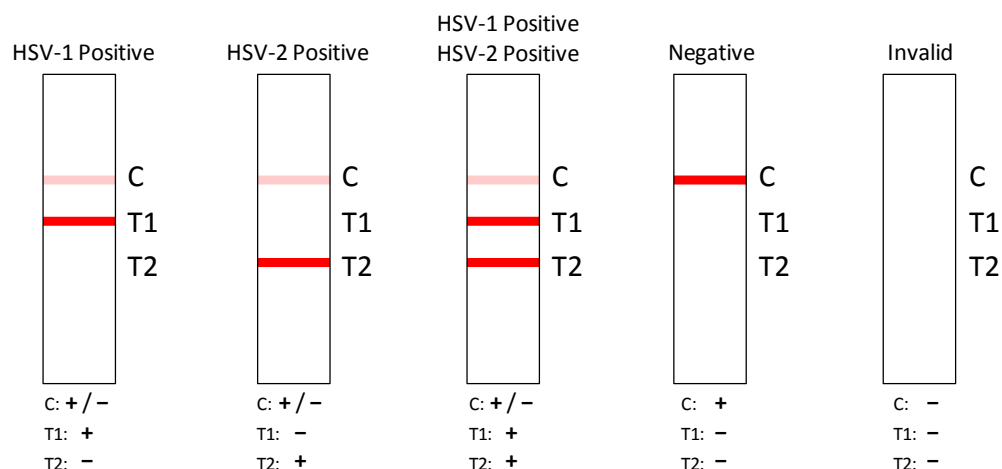 HSV-1 Positive
C
T1
T2
C: + / −
T1: +
T2: −
HSV-2 Positive
C
T1
T2
C: + / −
T1: −
T2: +
HSV-1 Positive
HSV-2 Positive
C
T1
T2
C: + / −
T1: +
T2: +
Negative
C
T1
T2
C: +
T1: −
T2: −
Invalid
C
T1
T2
C: −
T1: −
T2: −